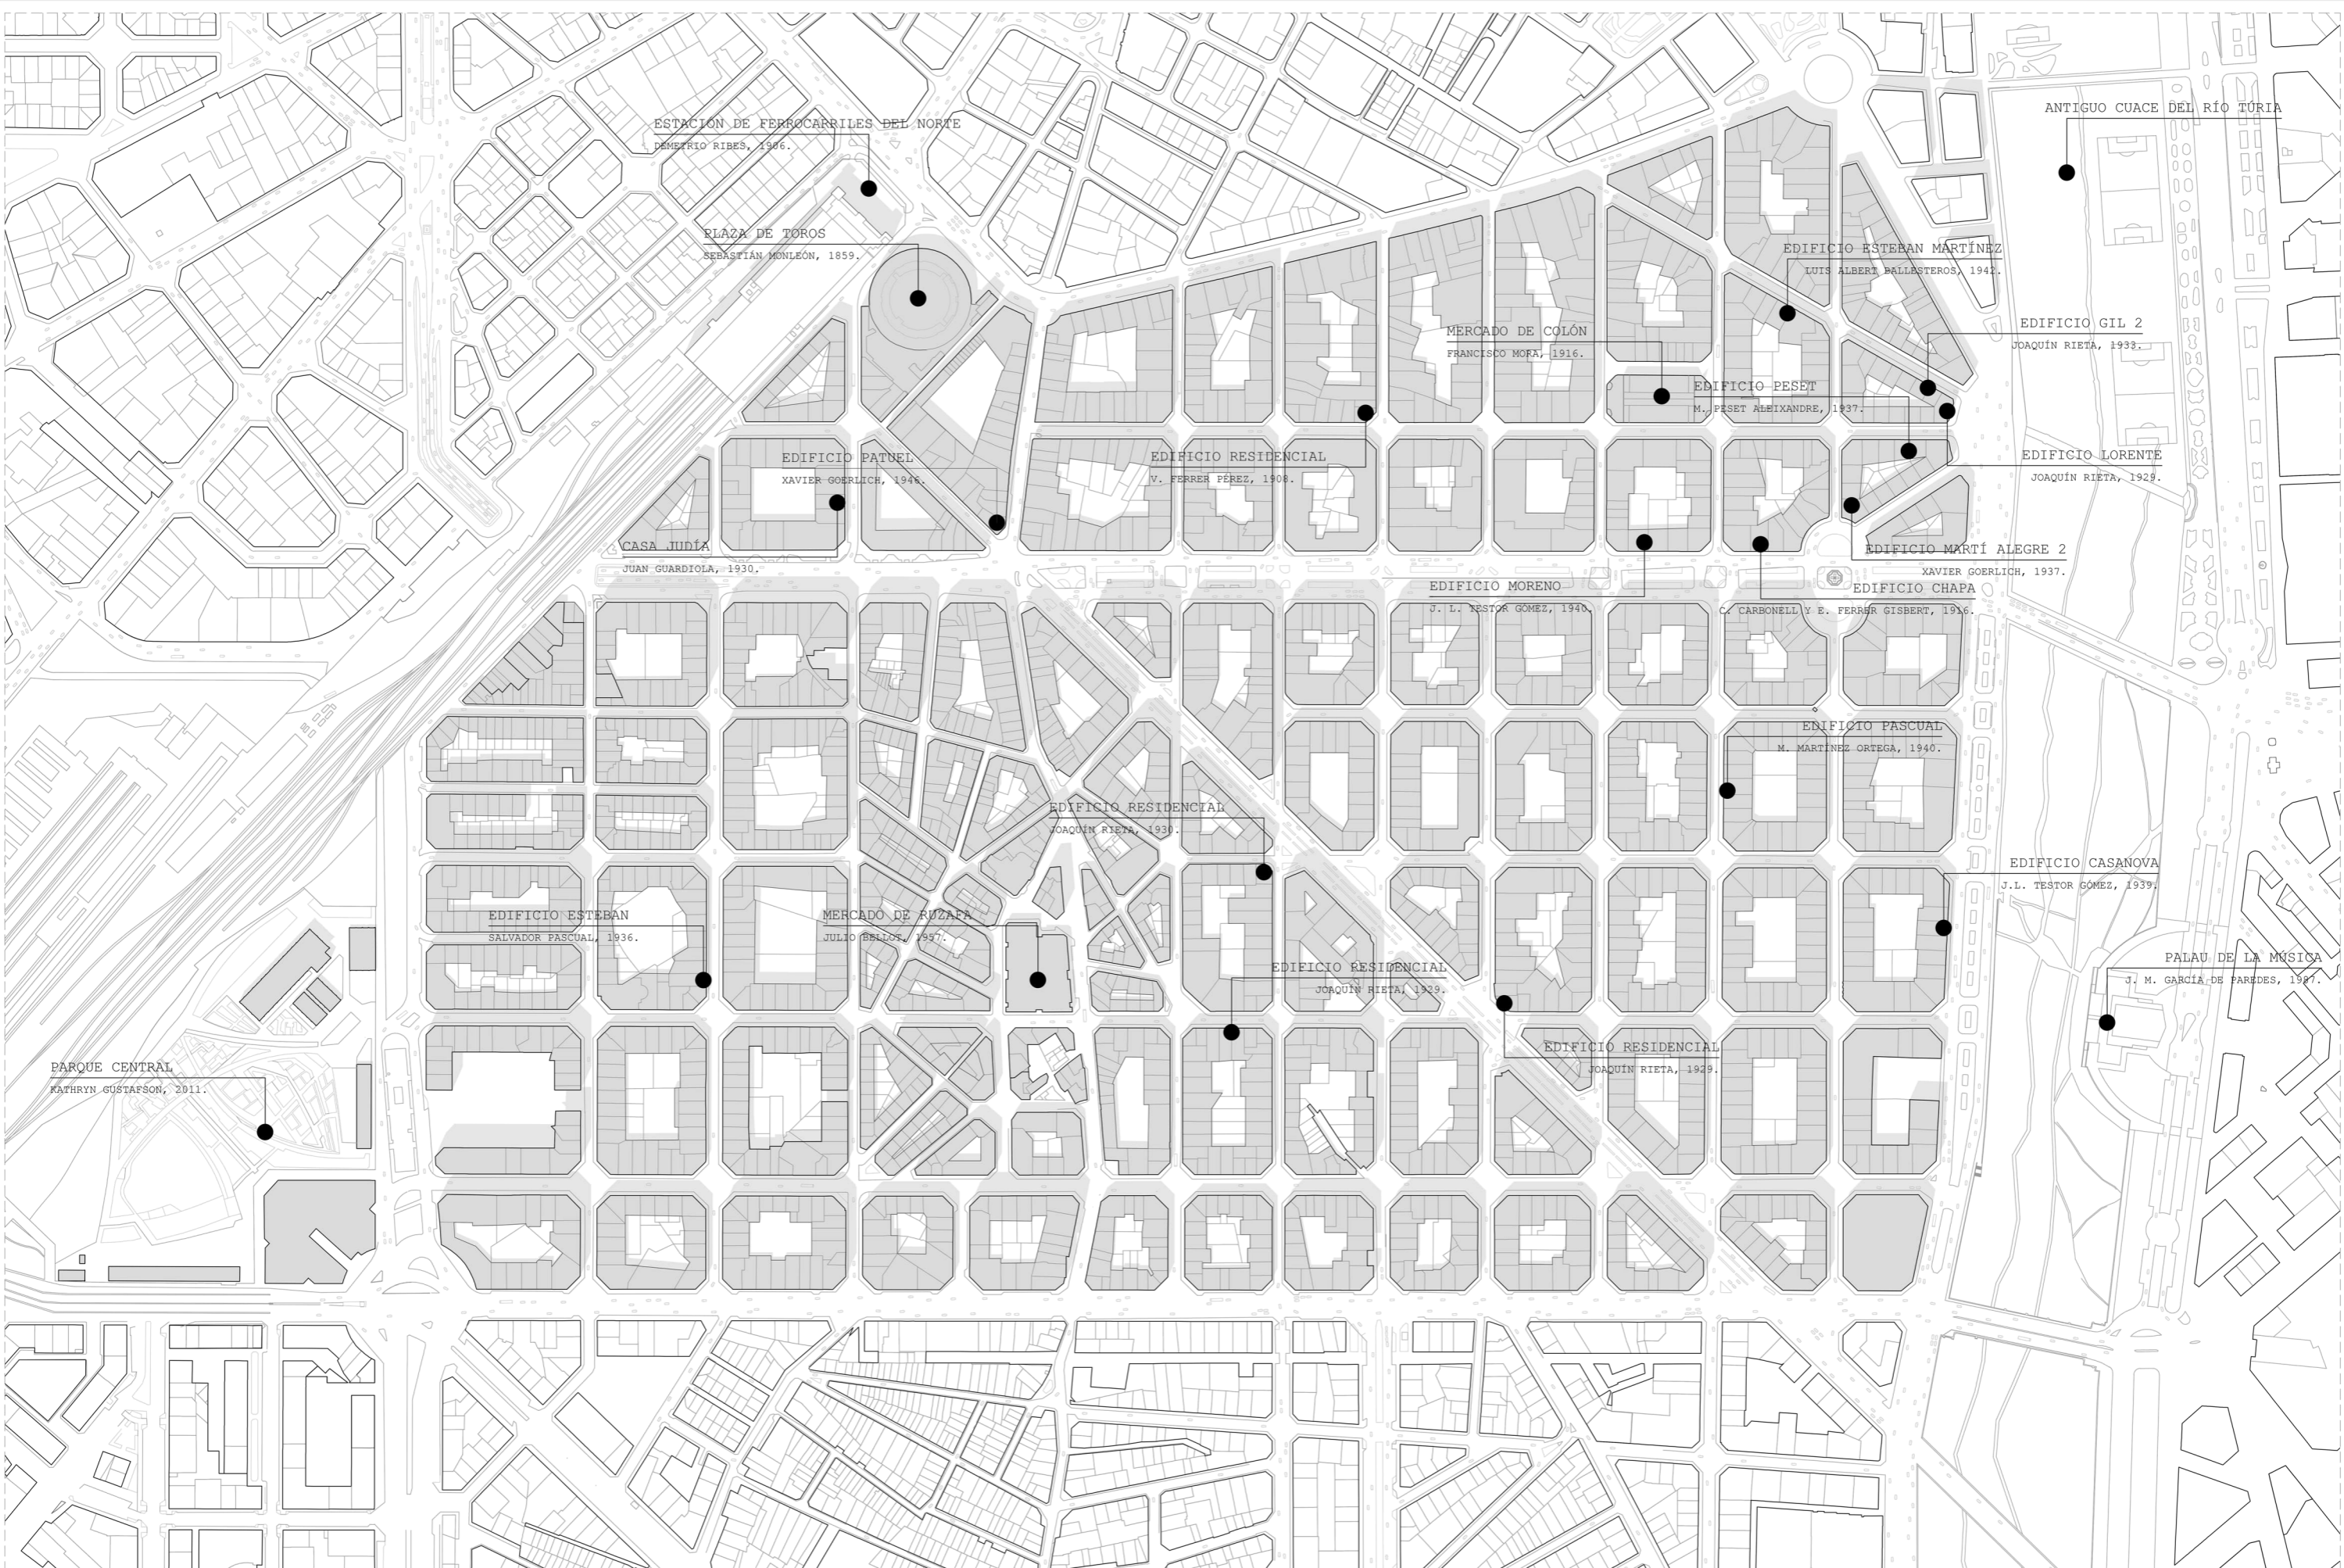 ANTIGUO CUACE DEL RÍO TÚRIA
ESTACIÓN DE FERROCARRILES DEL NORTE
DEMETRIO RIBES, 1906.
PLAZA DE TOROS
SEBASTIÁN MONLEÓN, 1859.
EDIFICIO ESTEBAN MARTÍNEZ
LUIS ALBERT BALLESTEROS, 1942.
EDIFICIO GIL 2
JOAQUÍN RIETA, 1933.
MERCADO DE COLÓN
FRANCISCO MORA, 1916.
EDIFICIO PESET
M. PESET ALEIXANDRE, 1937.
EDIFICIO PATUEL
XAVIER GOERLICH, 1946.
EDIFICIO RESIDENCIAL
V. FERRER PÉREZ, 1908.
EDIFICIO LORENTE
JOAQUÍN RIETA, 1929.
CASA JUDÍA
JUAN GUARDIOLA, 1930.
EDIFICIO MARTÍ ALEGRE 2
XAVIER GOERLICH, 1937.
EDIFICIO MORENO
J. L. TESTOR GÓMEZ, 1940.
EDIFICIO CHAPA
C. CARBONELL Y E. FERRER GISBERT, 1916.
EDIFICIO PASCUAL
M. MARTÍNEZ ORTEGA, 1940.
EDIFICIO RESIDENCIAL
JOAQUÍN RIETA, 1930.
EDIFICIO CASANOVA
J.L. TESTOR GÓMEZ, 1939.
EDIFICIO ESTEBAN
SALVADOR PASCUAL, 1936.
MERCADO DE RUZAFA
JULIO BELLOT, 1957.
EDIFICIO RESIDENCIAL
JOAQUÍN RIETA, 1929.
PALAU DE LA MÚSICA
J. M. GARCÍA DE PAREDES, 1987.
EDIFICIO RESIDENCIAL
JOAQUÍN RIETA, 1929.
PARQUE CENTRAL
KATHRYN GUSTAFSON, 2011.